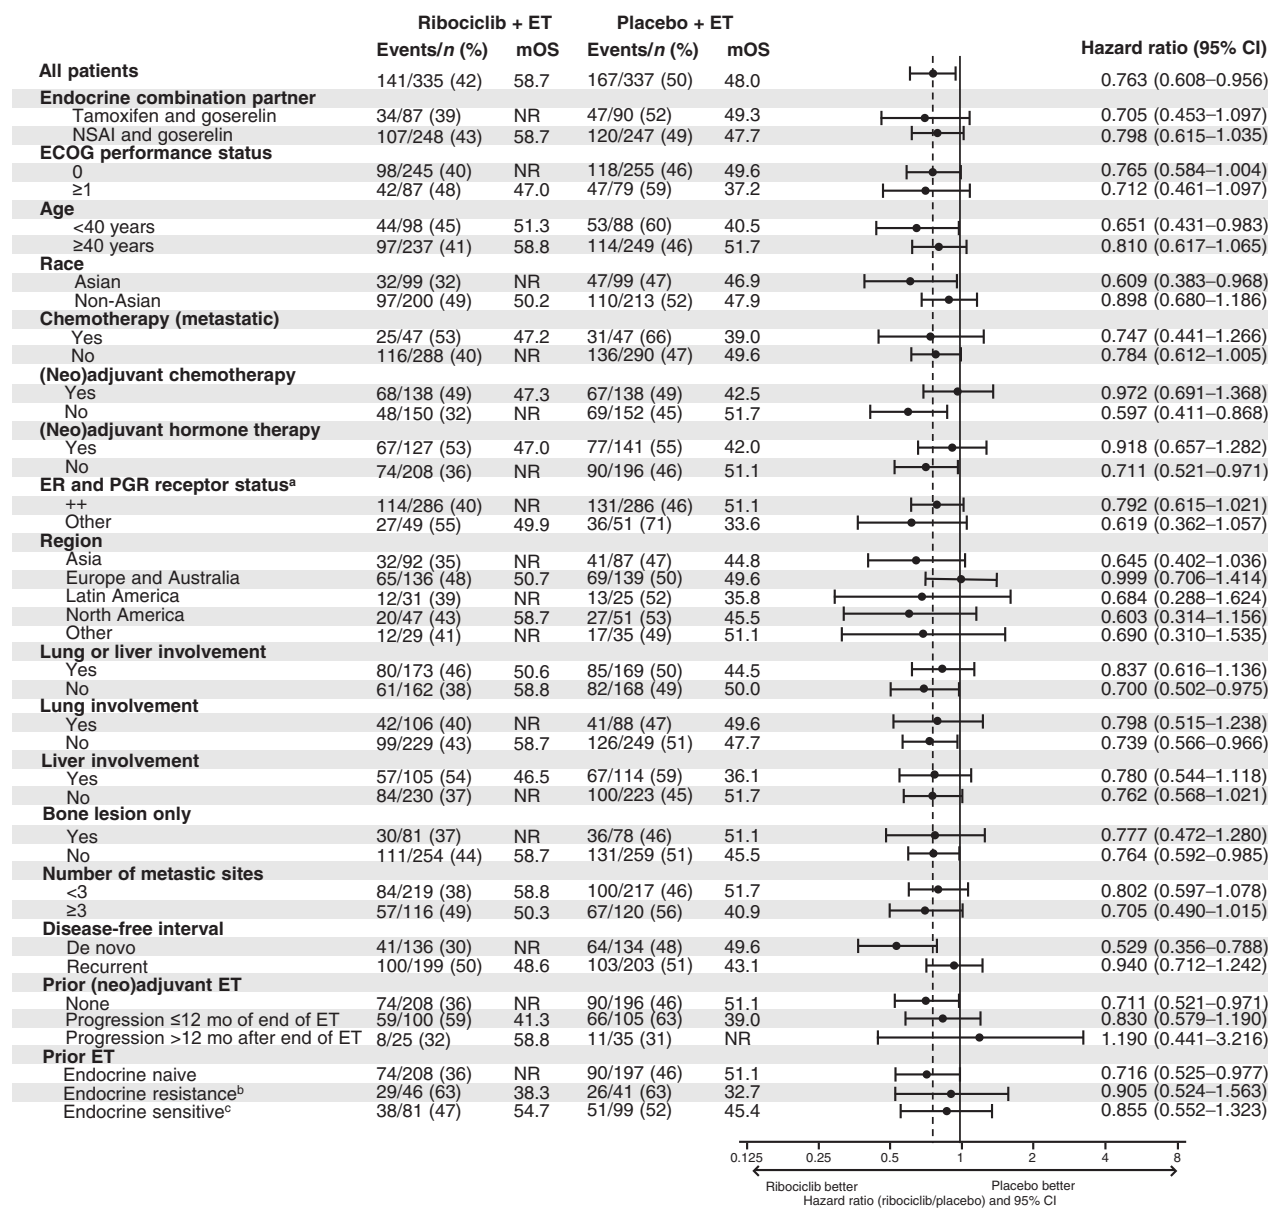 Ribociclib + ET Placebo + ET
Events/n (%) mOS Events/n (%) mOS Hazard ratio (95% CI)
All patients 141/335 (42) 58.7 167/337 (50) 48.0 0.763 (0.608–0.956)
Endocrine combination partner
Tamoxifen and goserelin 34/87 (39) NR 47/90 (52) 49.3 0.705 (0.453–1.097)
NSAI and goserelin 107/248 (43) 58.7 120/247 (49) 47.7 0.798 (0.615–1.035)
ECOG performance status
0 98/245 (40) NR 118/255 (46) 49.6 0.765 (0.584–1.004)
≥1 42/87 (48) 47.0 47/79 (59) 37.2 0.712 (0.461–1.097)
Age
<40 years 44/98 (45) 51.3 53/88 (60) 40.5 0.651 (0.431–0.983)
≥40 years 97/237 (41) 58.8 114/249 (46) 51.7 0.810 (0.617–1.065)
Race
Asian 32/99 (32) NR 47/99 (47) 46.9 0.609 (0.383–0.968)
Non-Asian 97/200 (49) 50.2 110/213 (52) 47.9 0.898 (0.680–1.186)
Chemotherapy (metastatic)
Yes 25/47 (53) 47.2 31/47 (66) 39.0 0.747 (0.441–1.266)
No 116/288 (40) NR 136/290 (47) 49.6 0.784 (0.612–1.005)
(Neo)adjuvant chemotherapy
Yes 68/138 (49) 47.3 67/138 (49) 42.5 0.972 (0.691–1.368)
No 48/150 (32) NR 69/152 (45) 51.7 0.597 (0.411–0.868)
(Neo)adjuvant hormone therapy
Yes 67/127 (53) 47.0 77/141 (55) 42.0 0.918 (0.657–1.282)
No 74/208 (36) NR 90/196 (46) 51.1 0.711 (0.521–0.971)
ER and PGR receptor statusᵃ
++ 114/286 (40) NR 131/286 (46) 51.1 0.792 (0.615–1.021)
Other 27/49 (55) 49.9 36/51 (71) 33.6 0.619 (0.362–1.057)
Region
Asia 32/92 (35) NR 41/87 (47) 44.8 0.645 (0.402–1.036)
Europe and Australia 65/136 (48) 50.7 69/139 (50) 49.6 0.999 (0.706–1.414)
Latin America 12/31 (39) NR 13/25 (52) 35.8 0.684 (0.288–1.624)
North America 20/47 (43) 58.7 27/51 (53) 45.5 0.603 (0.314–1.156)
Other 12/29 (41) NR 17/35 (49) 51.1 0.690 (0.310–1.535)
Lung or liver involvement
Yes 80/173 (46) 50.6 85/169 (50) 44.5 0.837 (0.616–1.136)
No 61/162 (38) 58.8 82/168 (49) 50.0 0.700 (0.502–0.975)
Lung involvement
Yes 42/106 (40) NR 41/88 (47) 49.6 0.798 (0.515–1.238)
No 99/229 (43) 58.7 126/249 (51) 47.7 0.739 (0.566–0.966)
Liver involvement
Yes 57/105 (54) 46.5 67/114 (59) 36.1 0.780 (0.544–1.118)
No 84/230 (37) NR 100/223 (45) 51.7 0.762 (0.568–1.021)
Bone lesion only
Yes 30/81 (37) NR 36/78 (46) 51.1 0.777 (0.472–1.280)
No 111/254 (44) 58.7 131/259 (51) 45.5 0.764 (0.592–0.985)
Number of metastic sites
<3 84/219 (38) 58.8 100/217 (46) 51.7 0.802 (0.597–1.078)
≥3 57/116 (49) 50.3 67/120 (56) 40.9 0.705 (0.490–1.015)
Disease-free interval
De novo 41/136 (30) NR 64/134 (48) 49.6 0.529 (0.356–0.788)
Recurrent 100/199 (50) 48.6 103/203 (51) 43.1 0.940 (0.712–1.242)
Prior (neo)adjuvant ET
None 74/208 (36) NR 90/196 (46) 51.1 0.711 (0.521–0.971)
Progression ≤12 mo of end of ET 59/100 (59) 41.3 66/105 (63) 39.0 0.830 (0.579–1.190)
Progression >12 mo after end of ET 8/25 (32) 58.8 11/35 (31) NR 1.190 (0.441–3.216)
Prior ET
Endocrine naive 74/208 (36) NR 90/197 (46) 51.1 0.716 (0.525–0.977)
Endocrine resistanceᵇ 29/46 (63) 38.3 26/41 (63) 32.7 0.905 (0.524–1.563)
Endocrine sensitiveᶜ 38/81 (47) 54.7 51/99 (52) 45.4 0.855 (0.552–1.323)
0.125 0.25 0.5 1 2 4 8
Ribociclib better Placebo better
Hazard ratio (ribociclib/placebo) and 95% CI